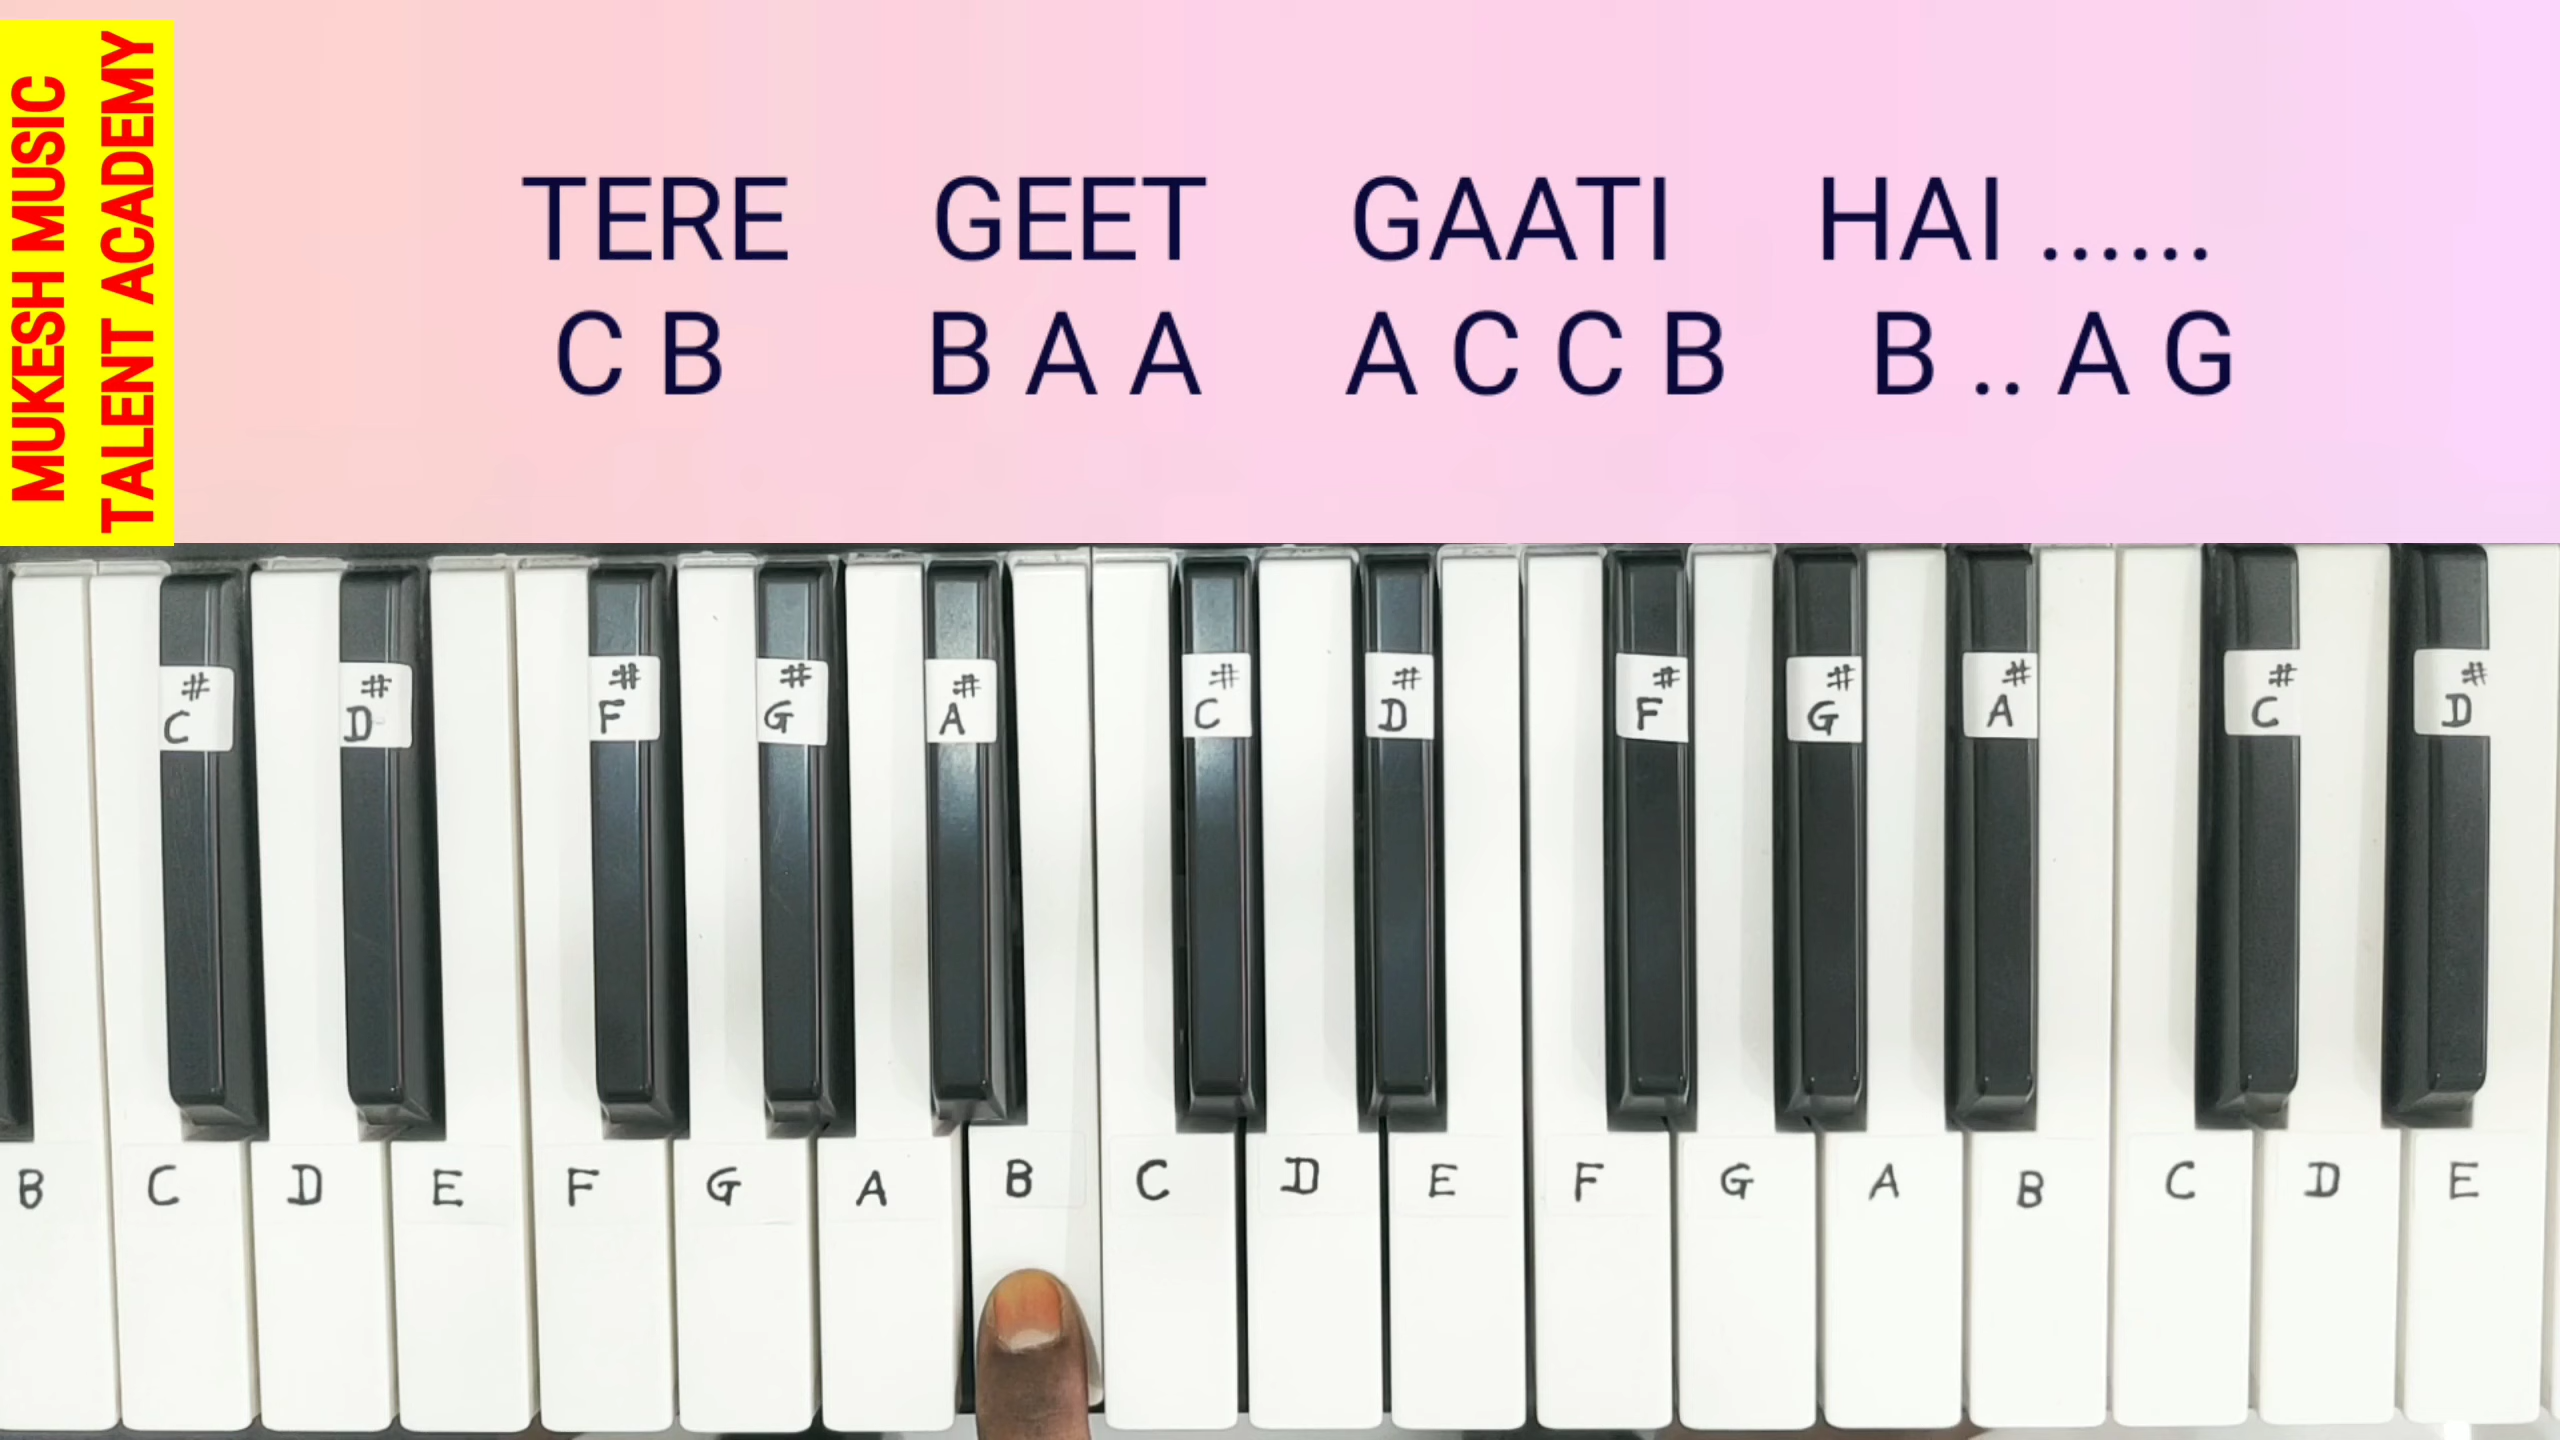 MUKESH MUSIC
TALENT ACADEMY
TERE GEET GAATI HAI ......
C B B A A A C C B B .. A G
# # # # # # # # # # # #
C D F G A C D F G A C D
B C D E F G A B C D E F G A B C D E